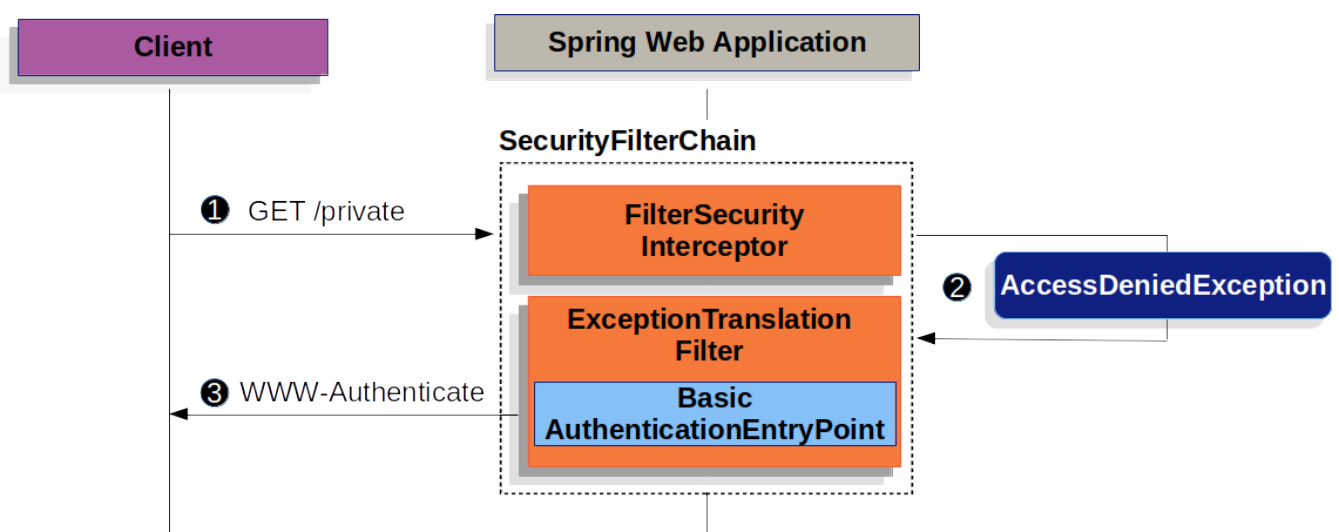 Client
Spring Web Application
SecurityFilterChain
❶ GET /private
FilterSecurity
Interceptor
❷ AccessDeniedException
ExceptionTranslation
Filter
❸ WWW-Authenticate
Basic
AuthenticationEntryPoint